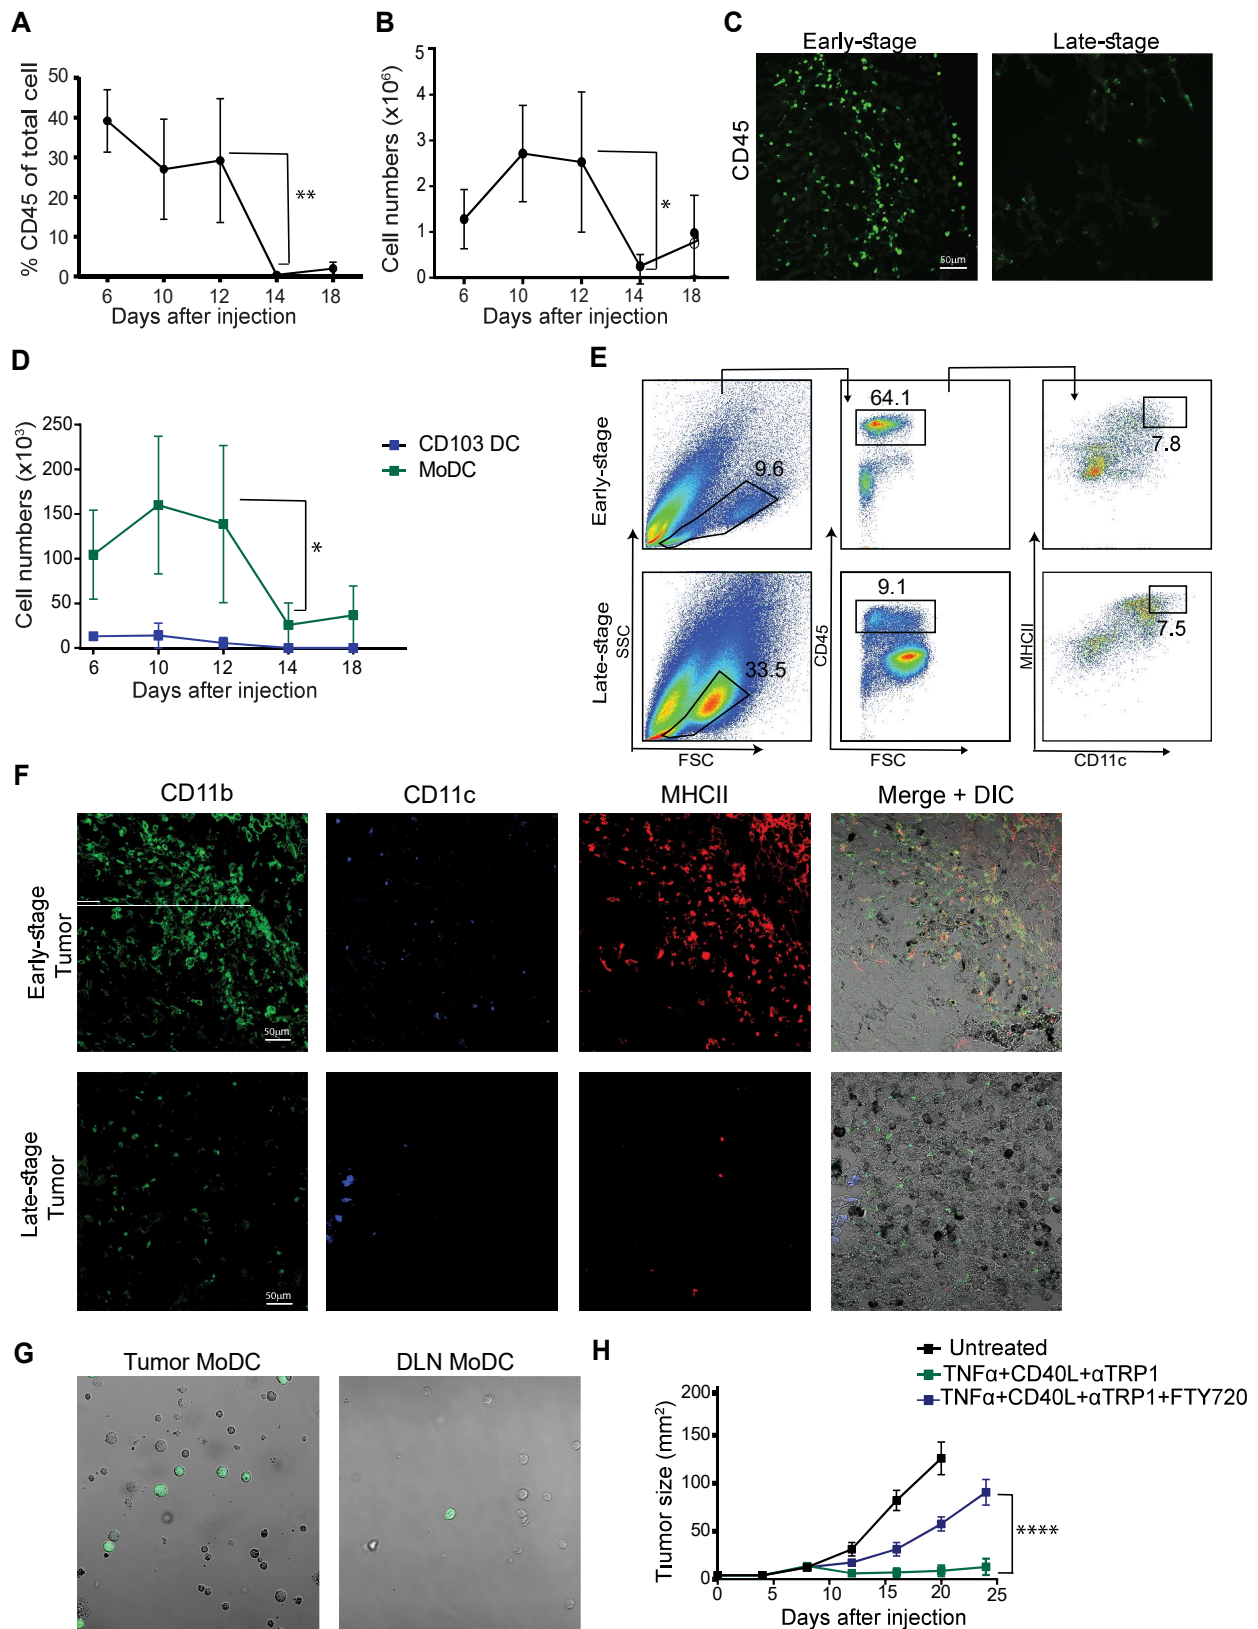 A
% CD45 of total cell
50
40
30
20
10
0
**
6 10 12 14 18
Days after injection
B
Cell numbers (x10⁶)
5
4
3
2
1
0
*
6 10 12 14 18
Days after injection
C
Early-stage Late-stage
CD45
50µm
D
Cell numbers (x10³)
250
200
150
100
50
0
*
6 10 12 14 18
Days after injection
CD103 DC
MoDC
E
Early-stage
9.6
64.1
7.8
Late-stage
SSC
33.5
CD45
9.1
MHCII
7.5
FSC FSC CD11c
F
CD11b CD11c MHCII Merge + DIC
Early-stage
Tumor
50µm
Late-stage
Tumor
50µm
G
Tumor MoDC DLN MoDC
H
Untreated
TNFα+CD40L+αTRP1
TNFα+CD40L+αTRP1+FTY720
Tumor size (mm²)
200
150
100
50
0
****
0 5 10 15 20 25
Days after injection